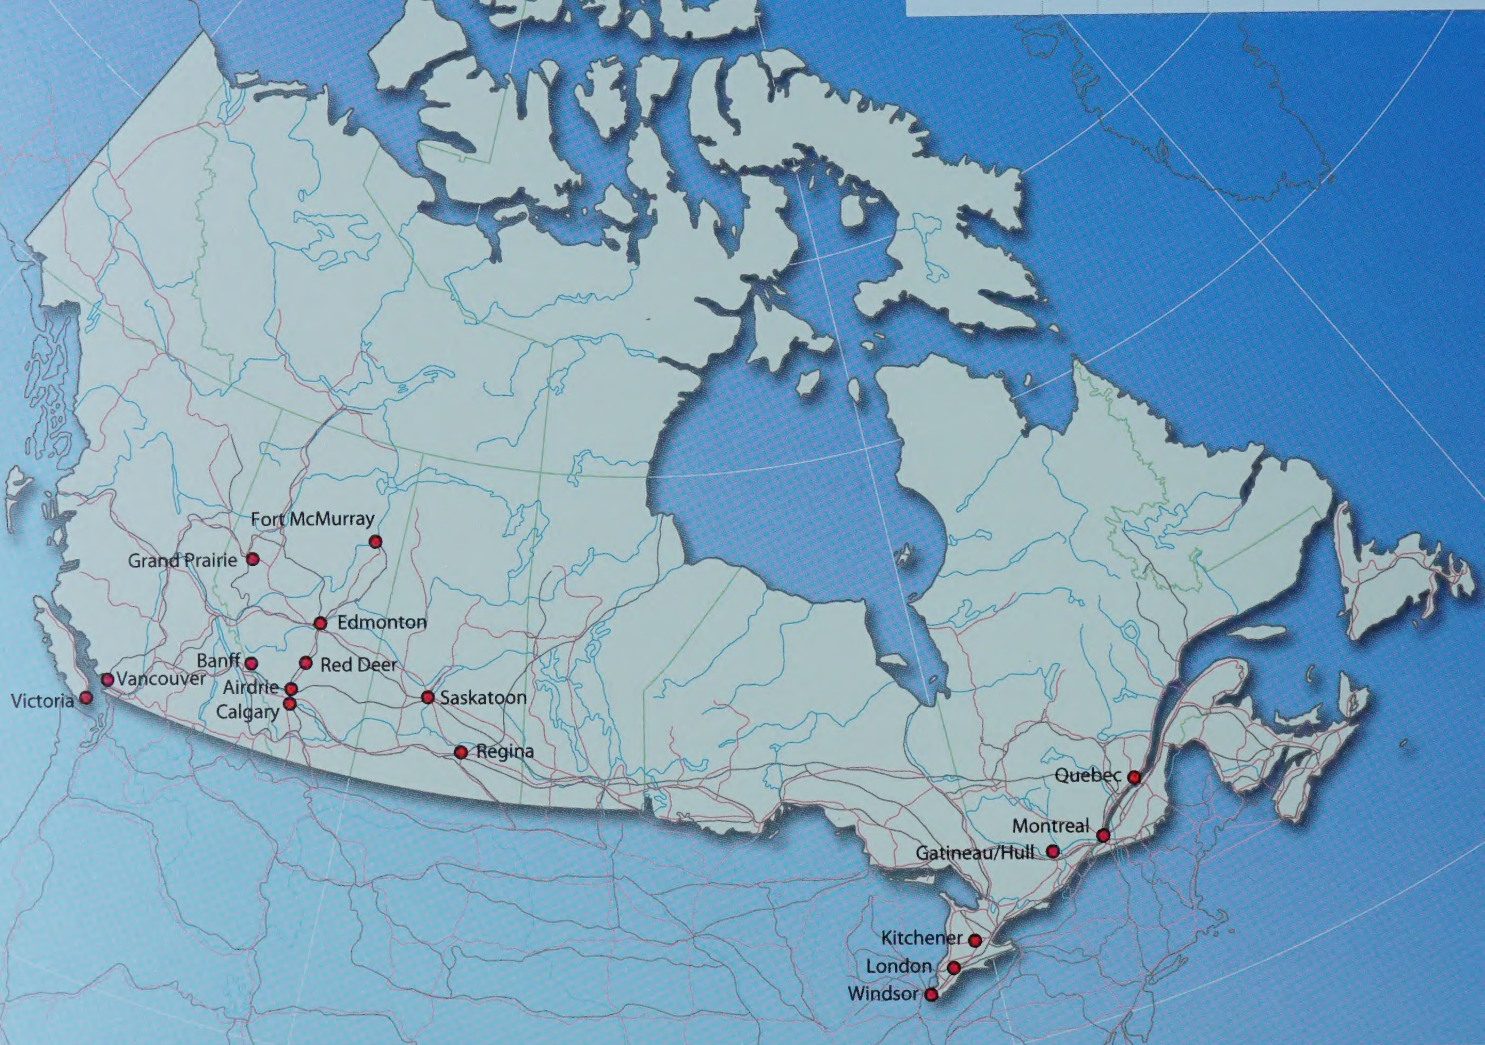 Fort McMurray
Grand Prairie
Edmonton
Banff
Red Deer
Vancouver
Airdrie
Victoria
Saskatoon
Calgary
Regina
Quebec
Montreal
Gatineau/Hull
Kitchener
London
Windsor